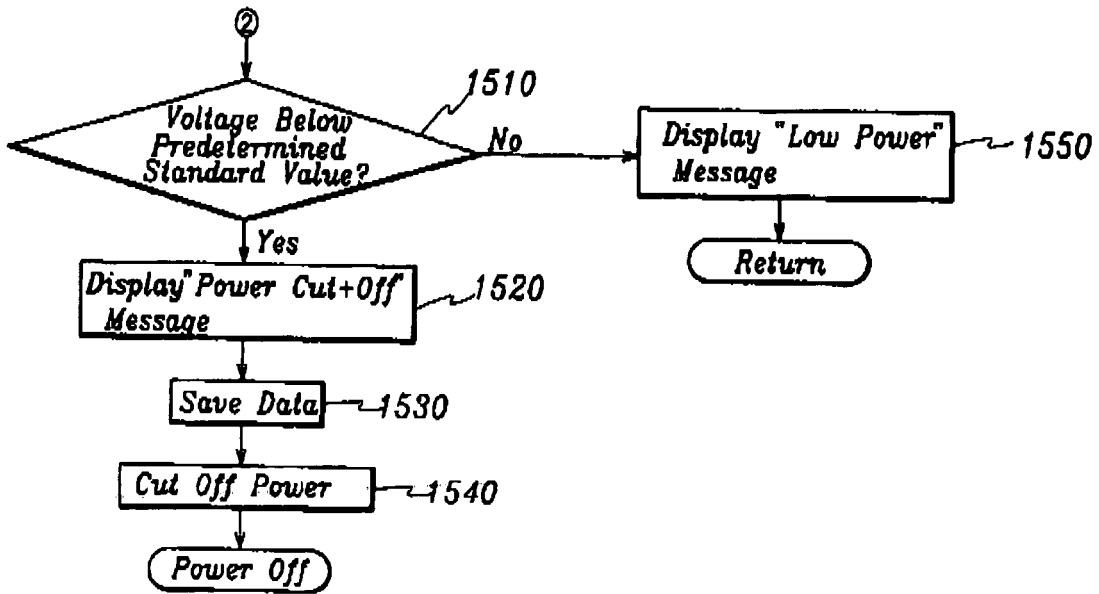 2
Voltage Below
Predetermined
Standard Value?
1510
No
Display "Low Power"
Message
1550
Return
Yes
Display"Power Cut+Off"
Message
1520
Save Data
1530
Cut Off Power
1540
Power Off